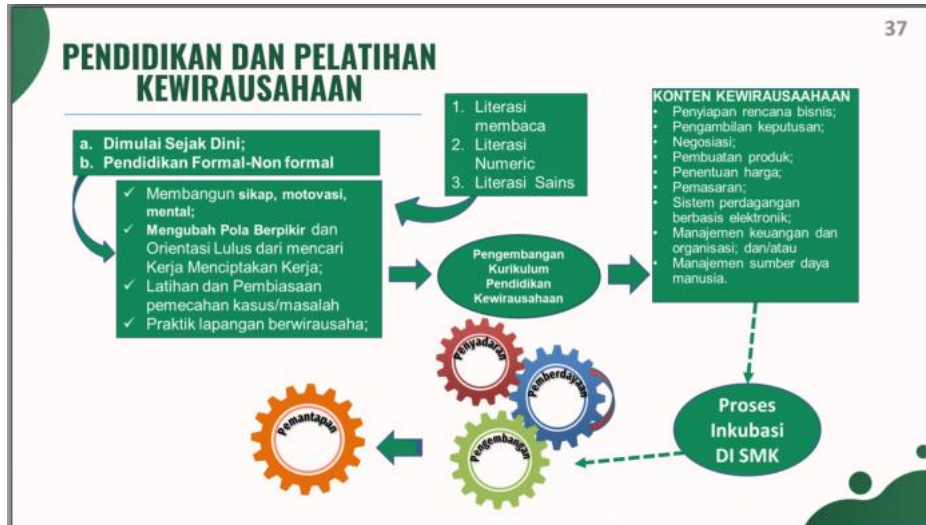 37
PENDIDIKAN DAN PELATIHAN
KEWIRAUSAHAAN
a. Dimulai Sejak Dini;
b. Pendidikan Formal-Non formal
1. Literasi
membaca
2. Literasi
Numeric
3. Literasi Sains
✓ Membangun sikap, motovasi,
mental;
✓ Mengubah Pola Berpikir dan
Orientasi Lulus dari mencari
Kerja Menciptakan Kerja;
✓ Latihan dan Pembiasaan
pemecahan kasus/masalah
✓ Praktik lapangan berwirausaha;
Pengembangan
Kurikulum
Pendidikan
Kewirausahaan
KONTEN KEWIRAUSAAHAAN
• Penyiapan rencana bisnis;
• Pengambilan keputusan;
• Negosiasi;
• Pembuatan produk;
• Penentuan harga;
• Pemasaran;
• Sistem perdagangan
berbasis elektronik;
• Manajemen keuangan dan
organisasi; dan/atau
• Manajemen sumber daya
manusia.
Proses
Inkubasi
DI SMK
Penyadaran
Pemberdayaan
Pengembangan
Pemantapan